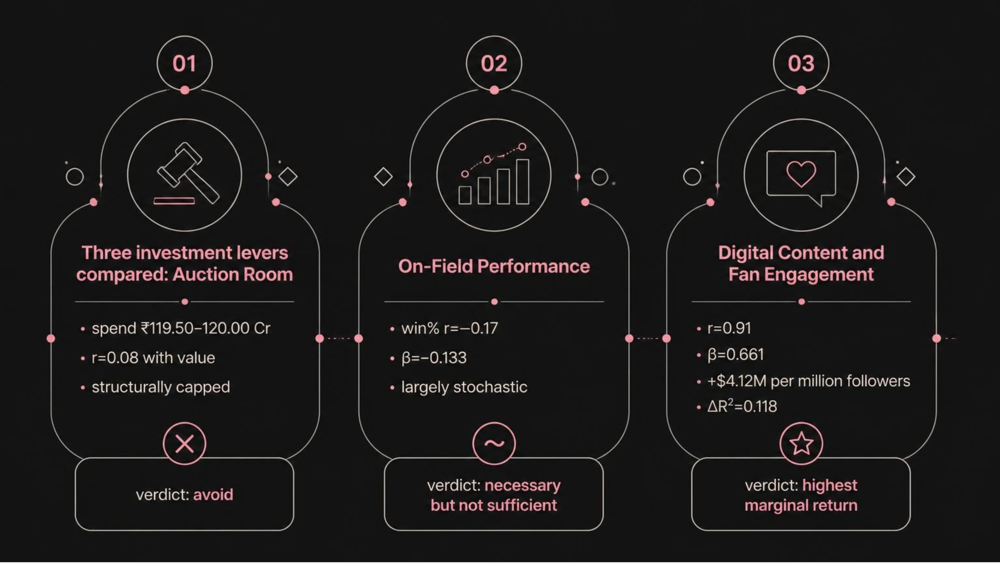 01
Three investment levers
compared: Auction Room
• spend ₹119.50–120.00 Cr
• r=0.08 with value
• structurally capped
verdict: avoid
02
On-Field Performance
• win% r=−0.17
• β=−0.133
• largely stochastic
~
verdict: necessary
but not sufficient
03
Digital Content and
Fan Engagement
• r=0.91
• β=0.661
• +$4.12M per million followers
• ΔR²=0.118
verdict: highest
marginal return